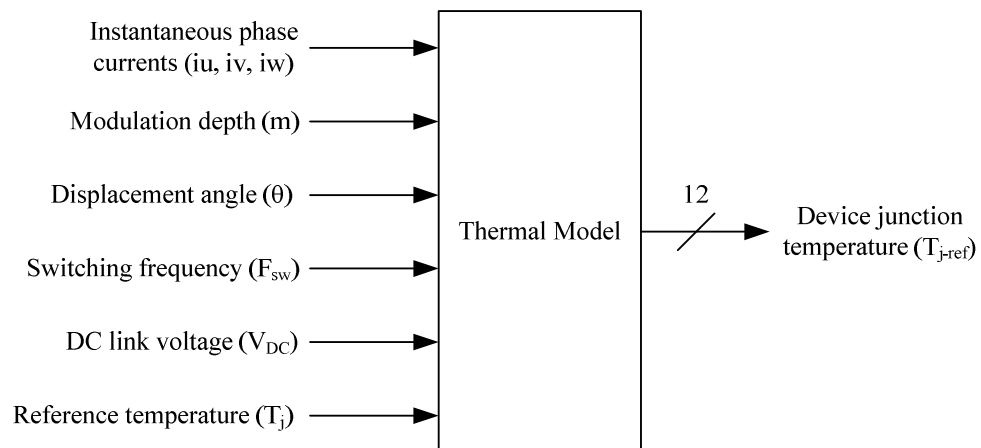 Instantaneous phase
currents (iu, iv, iw)
Modulation depth (m)
Displacement angle (θ)
Switching frequency (Fsw)
DC link voltage (VDC)
Reference temperature (Tj)
Thermal Model
12
Device junction
temperature (Tj-ref)